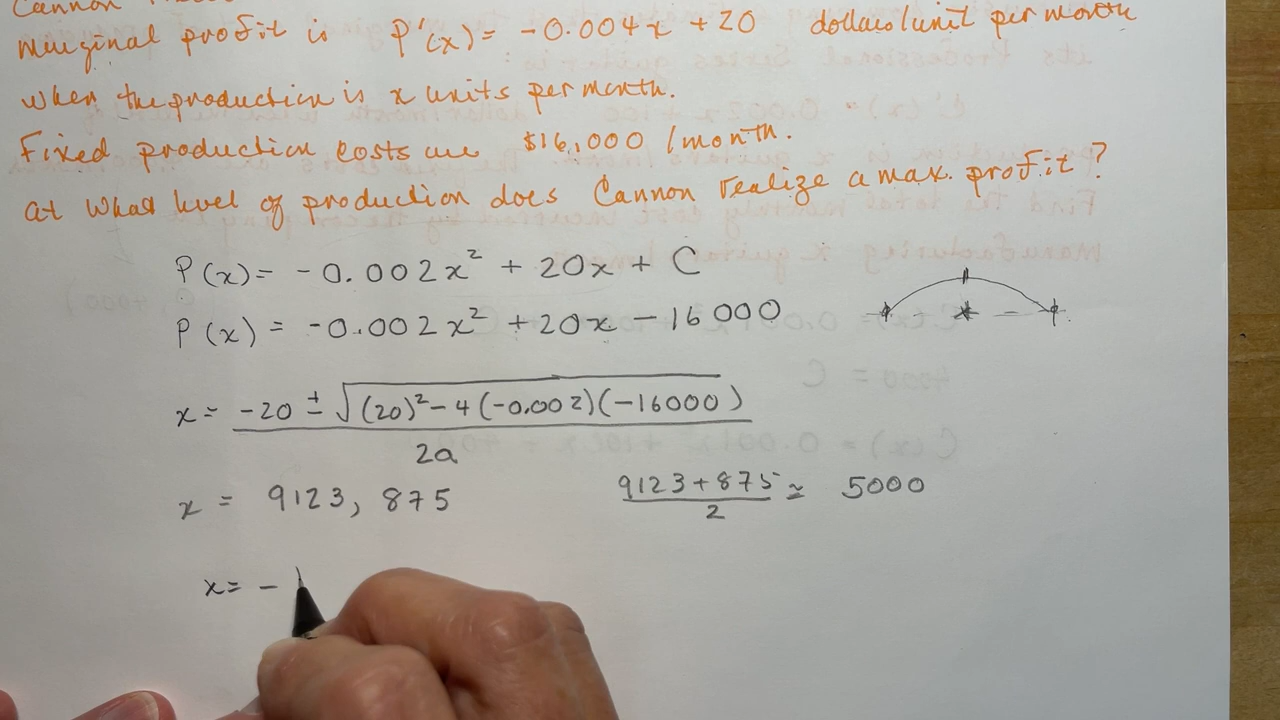 Cannon
marginal profit is P'(x) = -0.004x + 20 dollars/unit per month
when the production is x units per month.
Fixed production costs are $16,000 / month.
at what level of production does Cannon realize a max. profit?
P(x) = -0.002x² + 20x + C
P(x) = -0.002x² + 20x - 16000
x = -20 ± √(20)² - 4(-0.002)(-16000)
2a
x = 9123, 875
9123 + 875 ≃ 5000
2
x = -